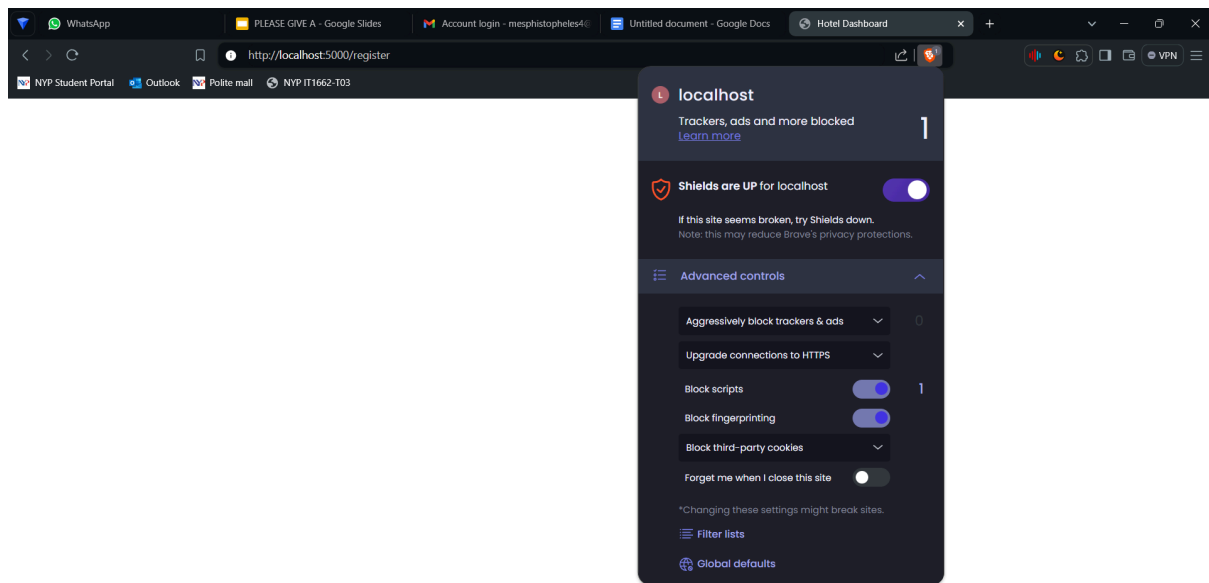 WhatsApp
PLEASE GIVE A - Google Slides
Account login - mesphistopheles4@
Untitled document - Google Docs
Hotel Dashboard
http://localhost:5000/register
VPN
NYP Student Portal
Outlook
Polite mall
NYP IT1662-T03
L localhost
Trackers, ads and more blocked 1
Learn more
Shields are UP for localhost
If this site seems broken, try Shields down.
Note: this may reduce Brave's privacy protections.
Advanced controls
Aggressively block trackers & ads 0
Upgrade connections to HTTPS
Block scripts 1
Block fingerprinting
Block third-party cookies
Forget me when I close this site
*Changing these settings might break sites.
Filter lists
Global defaults